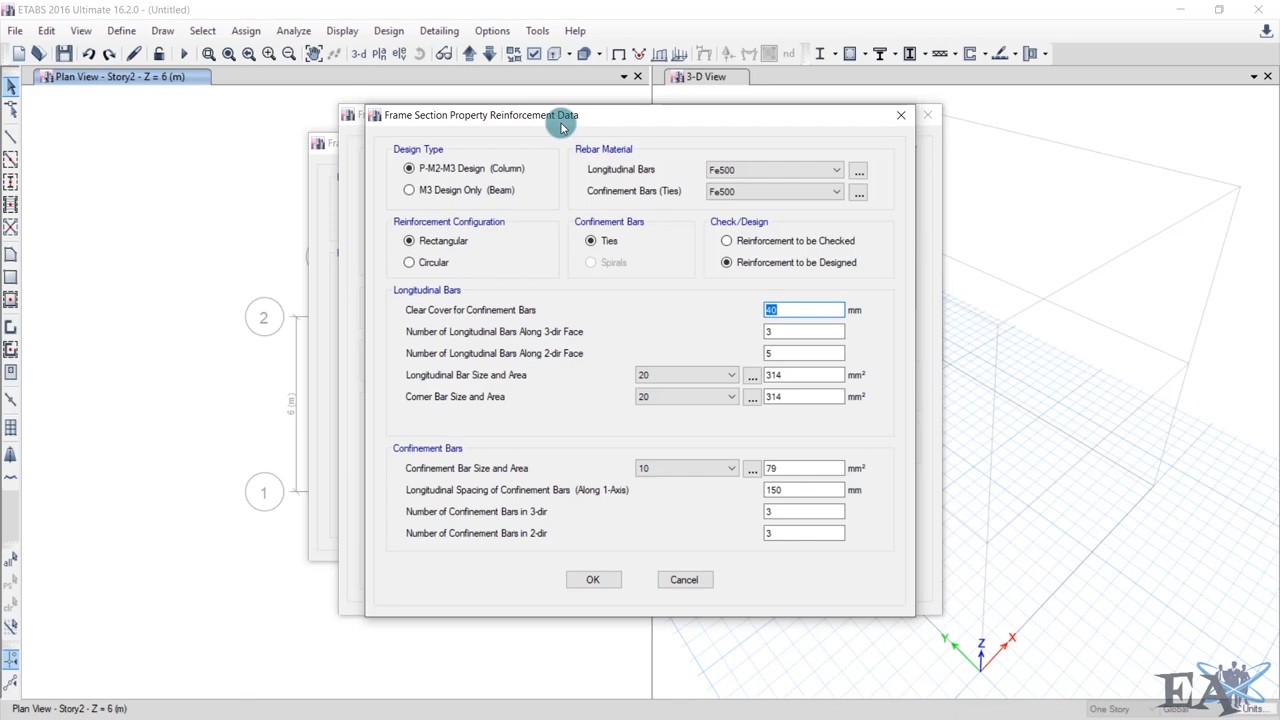 ETABS 2016 Ultimate 16.2.0 - (Untitled)
File Edit View Define Draw Select Assign Analyze Display Design Detailing Options Tools Help
3-d nd
Plan View - Story2 - Z = 6 (m)
3-D View
Frame Section Property Reinforcement Data
Design Type
P-M2-M3 Design (Column)
M3 Design Only (Beam)
Rebar Material
Longitudinal Bars Fe500 ...
Confinement Bars (Ties) Fe500 ...
Reinforcement Configuration
Rectangular
Circular
Confinement Bars
Ties
Spirals
Check/Design
Reinforcement to be Checked
Reinforcement to be Designed
Longitudinal Bars
Clear Cover for Confinement Bars 40 mm
Number of Longitudinal Bars Along 3-dir Face 3
Number of Longitudinal Bars Along 2-dir Face 5
Longitudinal Bar Size and Area 20 ... 314 mm²
Corner Bar Size and Area 20 ... 314 mm²
Confinement Bars
Confinement Bar Size and Area 10 ... 79 mm²
Longitudinal Spacing of Confinement Bars (Along 1-Axis) 150 mm
Number of Confinement Bars in 3-dir 3
Number of Confinement Bars in 2-dir 3
OK Cancel
2
6 (m)
1
all
clr
Y Z X
EA
Plan View - Story2 - Z = 6 (m)
One Story Global Units...